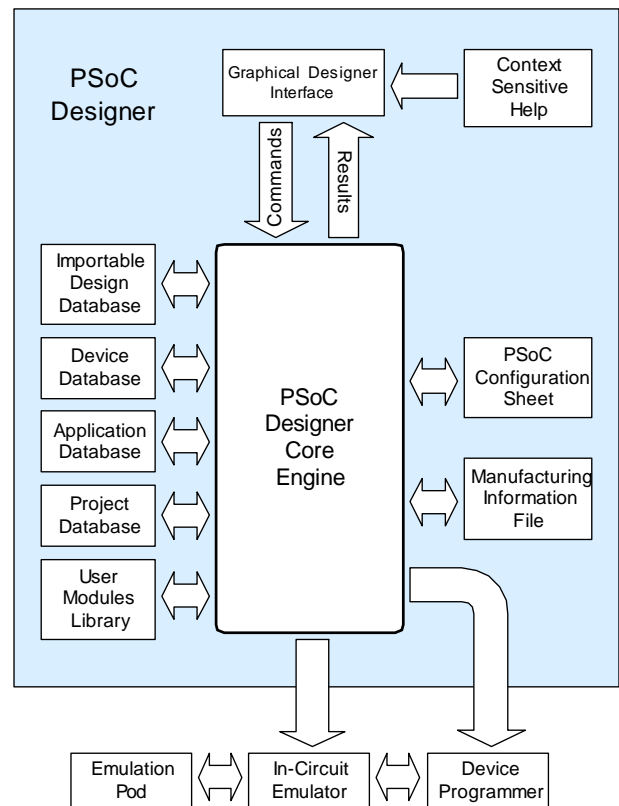 PSoC
Designer
Graphical Designer
Interface
Context
Sensitive
Help
Commands
Results
Importable
Design
Database
Device
Database
Application
Database
Project
Database
User
Modules
Library
PSoC
Designer
Core
Engine
PSoC
Configuration
Sheet
Manufacturing
Information
File
Emulation
Pod
In-Circuit
Emulator
Device
Programmer